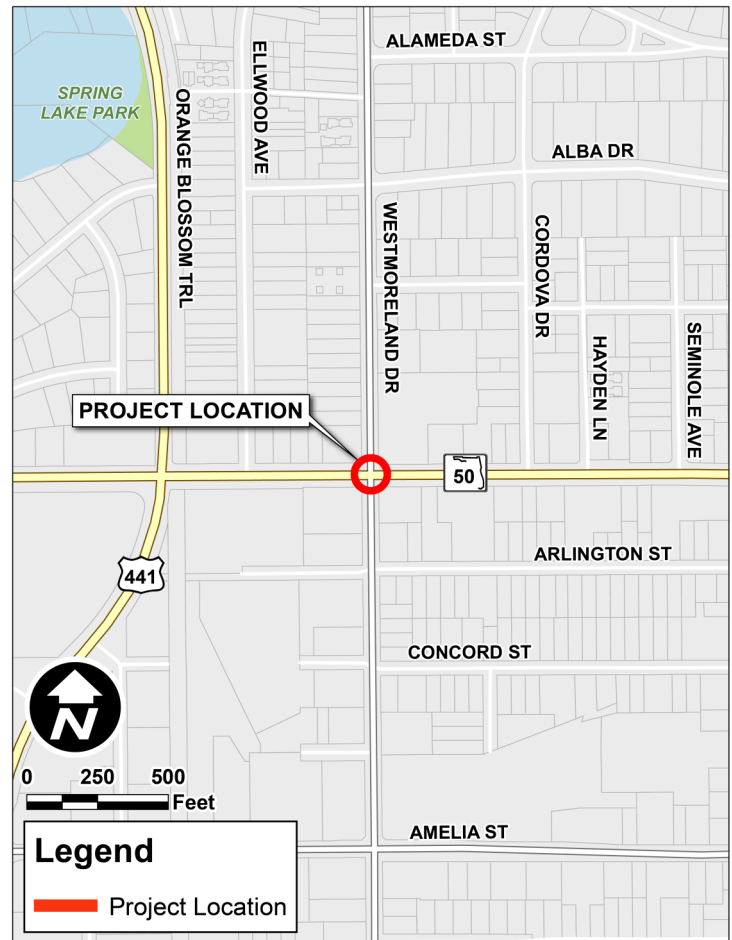 ALAMEDA ST
SPRING
LAKE PARK
ORANGE BLOSSOM TRL
ELLWOOD AVE
ALBA DR
WESTMORELAND DR
CORDOVA DR
HAYDEN LN
SEMINOLE AVE
PROJECT LOCATION
50
ARLINGTON ST
441
CONCORD ST
N
0 250 500
Feet
AMELIA ST
Legend
Project Location